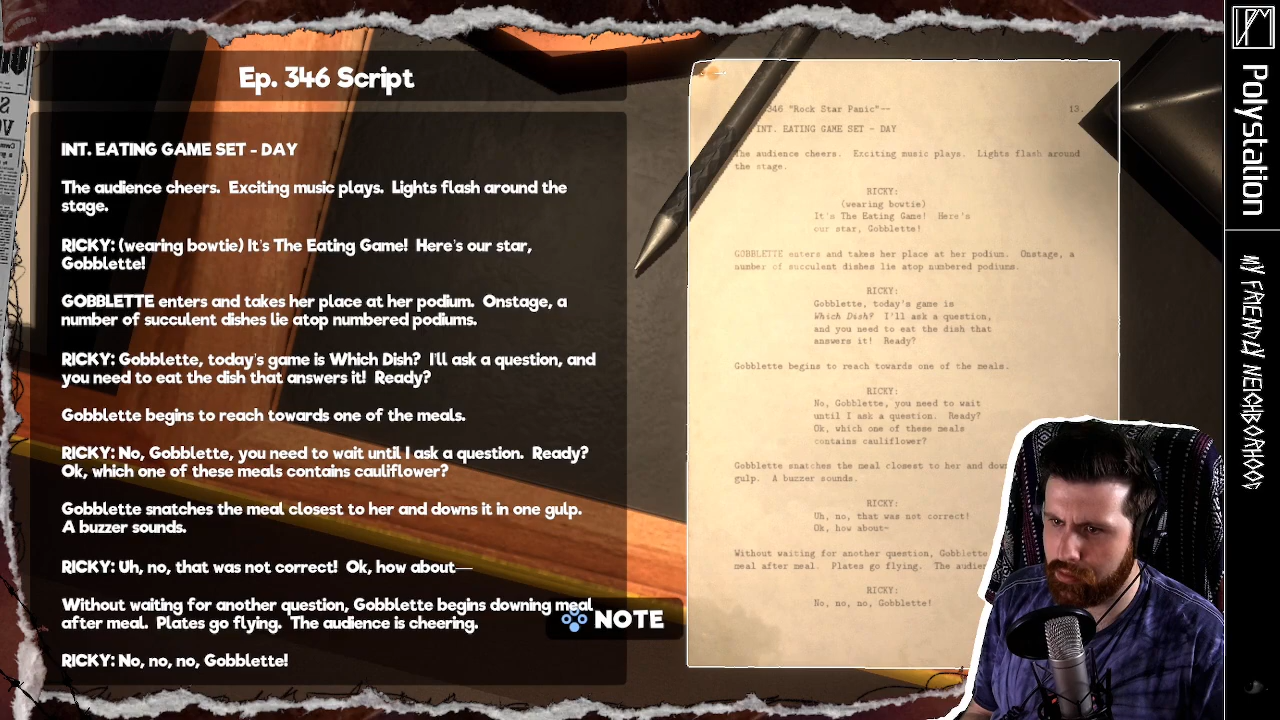 Ep. 346 Script
INT. EATING GAME SET - DAY
The audience cheers.  Exciting music plays.  Lights flash around the
stage.
RICKY: (wearing bowtie) It's The Eating Game!  Here's our star,
Gobblette!
GOBBLETTE enters and takes her place at her podium.  Onstage, a
number of succulent dishes lie atop numbered podiums.
RICKY: Gobblette, today's game is Which Dish?  I'll ask a question, and
you need to eat the dish that answers it!  Ready?
Gobblette begins to reach towards one of the meals.
RICKY: No, Gobblette, you need to wait until I ask a question.  Ready?
Ok, which one of these meals contains cauliflower?
Gobblette snatches the meal closest to her and downs it in one gulp.
A buzzer sounds.
RICKY: Uh, no, that was not correct!  Ok, how about—
Without waiting for another question, Gobblette begins downing meal
after meal.  Plates go flying.  The audience is cheering.
RICKY: No, no, no, Gobblette!
NOTE
346 "Rock Star Panic"-- 13.
INT. EATING GAME SET - DAY
The audience cheers.  Exciting music plays.  Lights flash around
the stage.
RICKY:
(wearing bowtie)
It's The Eating Game!  Here's
our star, Gobblette!
GOBBLETTE enters and takes her place at her podium.  Onstage, a
number of succulent dishes lie atop numbered podiums.
RICKY:
Gobblette, today's game is
Which Dish?  I'll ask a question,
and you need to eat the dish that
answers it!  Ready?
Gobblette begins to reach towards one of the meals.
RICKY:
No, Gobblette, you need to wait
until I ask a question.  Ready?
Ok, which one of these meals
contains cauliflower?
Gobblette snatches the meal closest to her and dow
gulp.  A buzzer sounds.
RICKY:
Uh, no, that was not correct!
Ok, how about-
Without waiting for another question, Gobblette
meal after meal.  Plates go flying.  The audien
RICKY:
No, no, no, Gobblette!
Polystation
MY FRIENDLY NEIGHBORHOOD